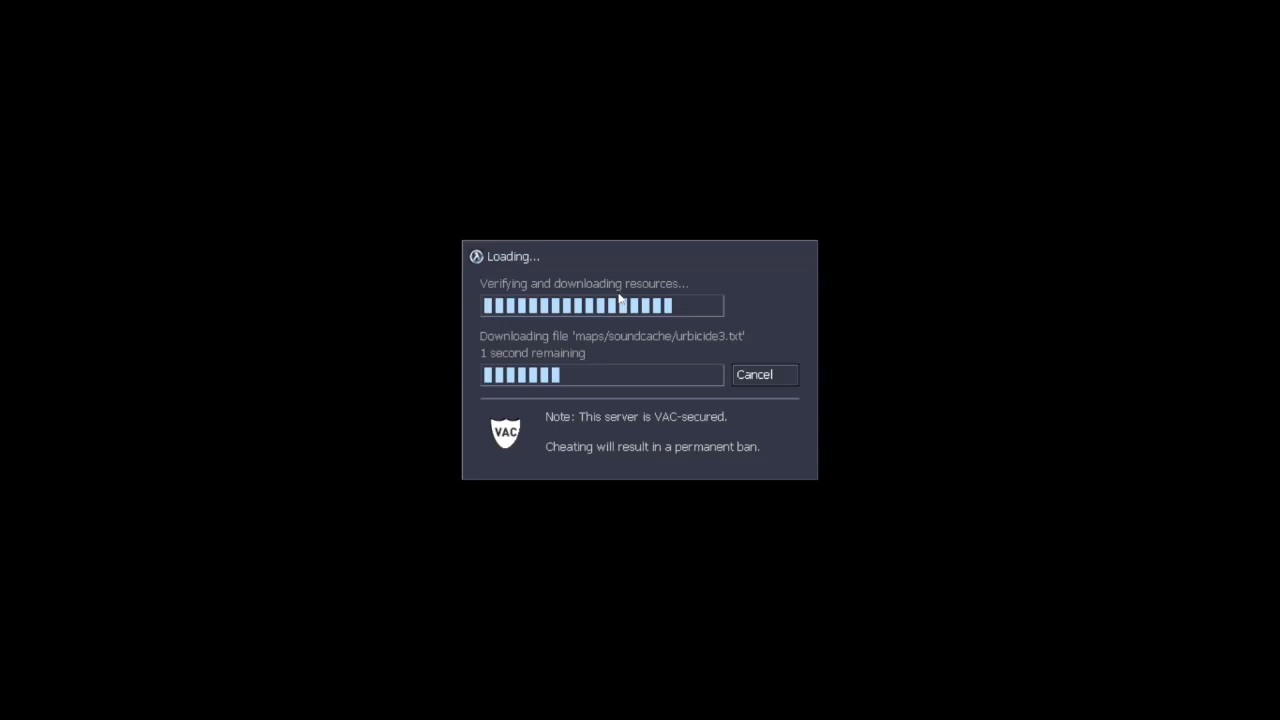 Loading...
Verifying and downloading resources...
Downloading file 'maps/soundcache/urbicide3.txt'
1 second remaining
Cancel
VAC
Note: This server is VAC-secured.
Cheating will result in a permanent ban.